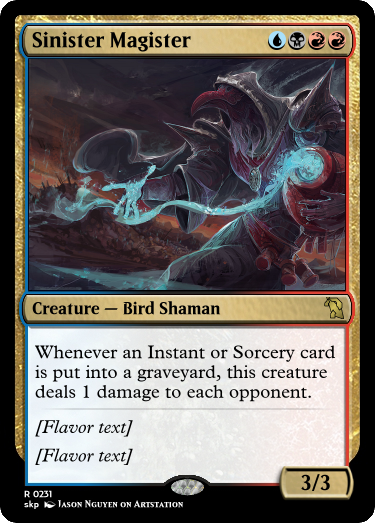 Sinister Magister
Creature — Bird Shaman
Whenever an Instant or Sorcery card
is put into a graveyard, this creature
deals 1 damage to each opponent.
[Flavor text]
[Flavor text]
3/3
R 0231
skp Jason Nguyen on Artstation